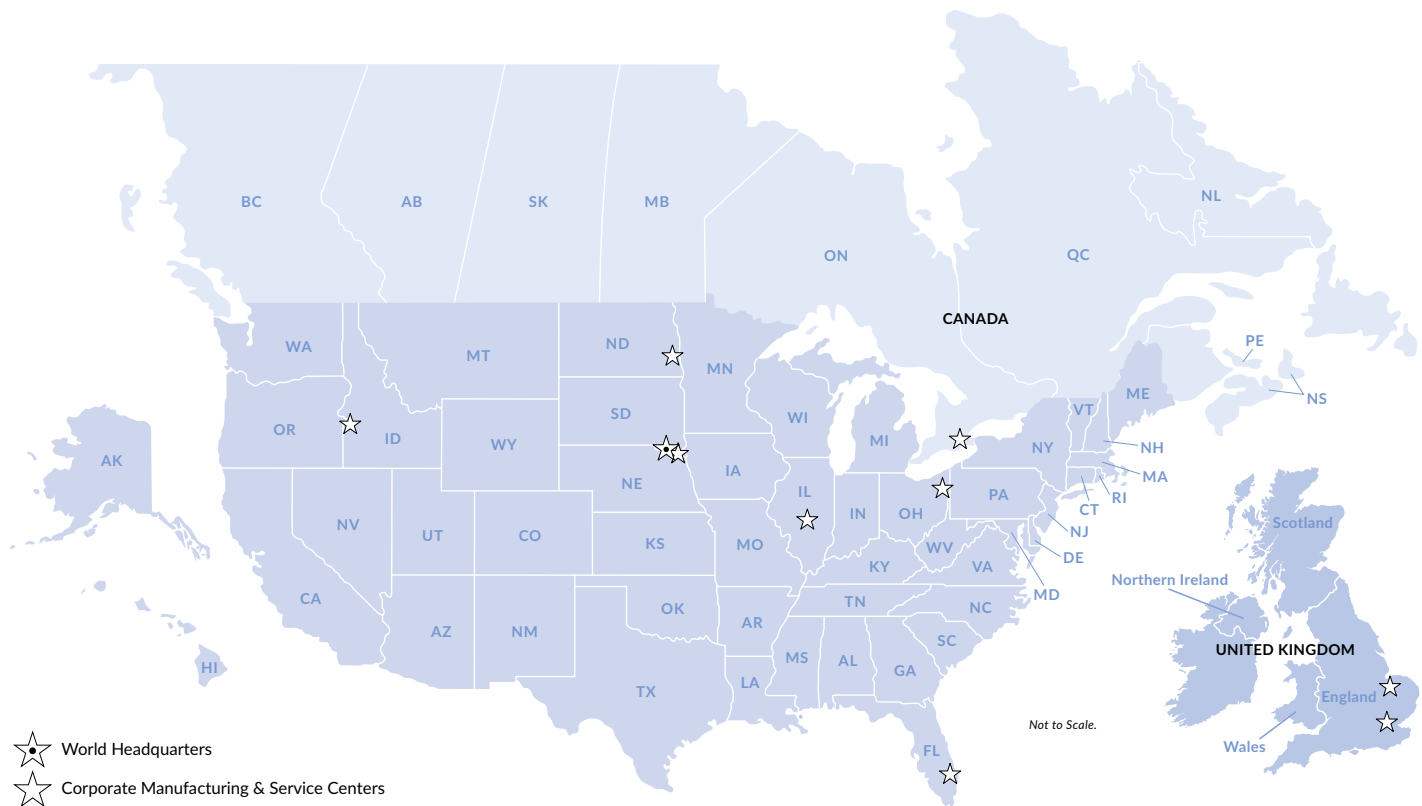 BC
AB
SK
MB
ON
QC
NL
CANADA
PE
NS
WA
MT
ND
MN
OR
ID
WY
SD
WI
MI
NY
VT
ME
NH
MA
RI
CT
NJ
DE
MD
AK
NV
UT
CO
NE
IA
IL
IN
OH
PA
WV
VA
KS
MO
KY
CA
AZ
NM
OK
AR
TN
NC
SC
MS
AL
GA
LA
TX
FL
HI
Scotland
Northern Ireland
UNITED KINGDOM
England
Wales
Not to Scale.
World Headquarters
Corporate Manufacturing & Service Centers